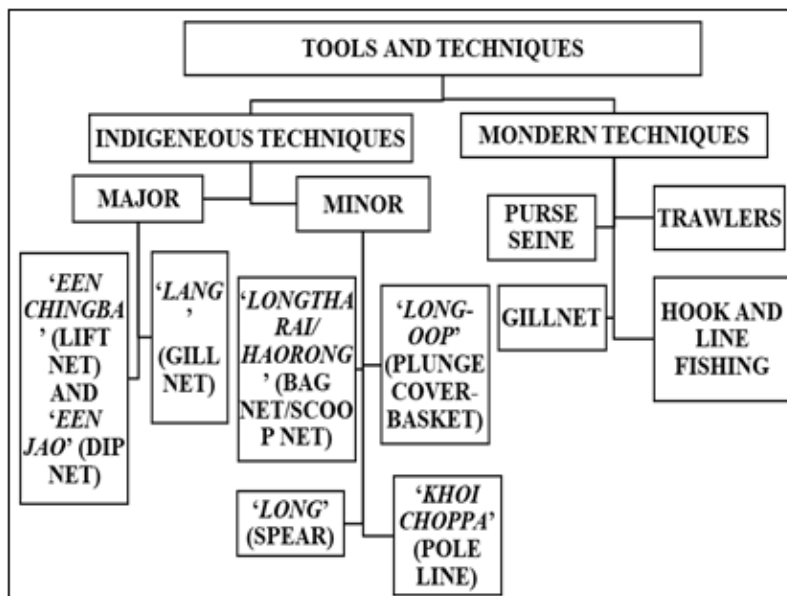 TOOLS AND TECHNIQUES
INDIGENEOUS TECHNIQUES
MONDERN TECHNIQUES
MAJOR
MINOR
PURSE
SEINE
TRAWLERS
‘EEN
CHINGBA
’ (LIFT
NET)
AND
‘EEN
JAO’ (DIP
NET)
‘LANG
’
(GILL
NET)
‘LONGTHA
RAI/
HAORONG
’ (BAG
NET/SCOO
P NET)
‘LONG-
OOP’
(PLUNGE
COVER-
BASKET)
GILLNET
HOOK AND
LINE
FISHING
‘LONG’
(SPEAR)
‘KHOI
CHOPPA’
(POLE
LINE)